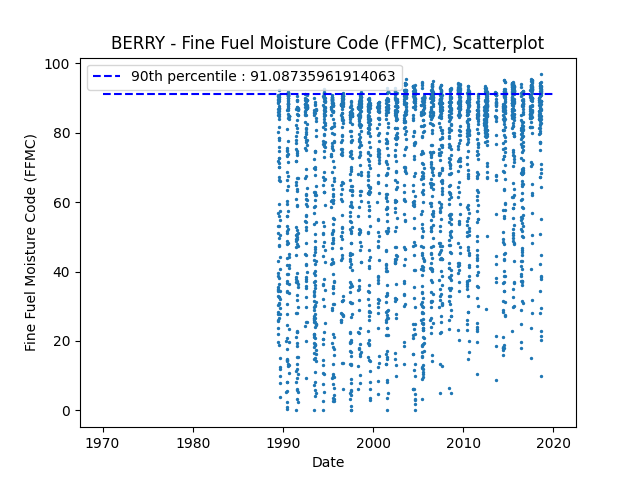 BERRY - Fine Fuel Moisture Code (FFMC), Scatterplot
90th percentile : 91.08735961914063
100
80
60
40
20
0
Fine Fuel Moisture Code (FFMC)
1970 1980 1990 2000 2010 2020
Date